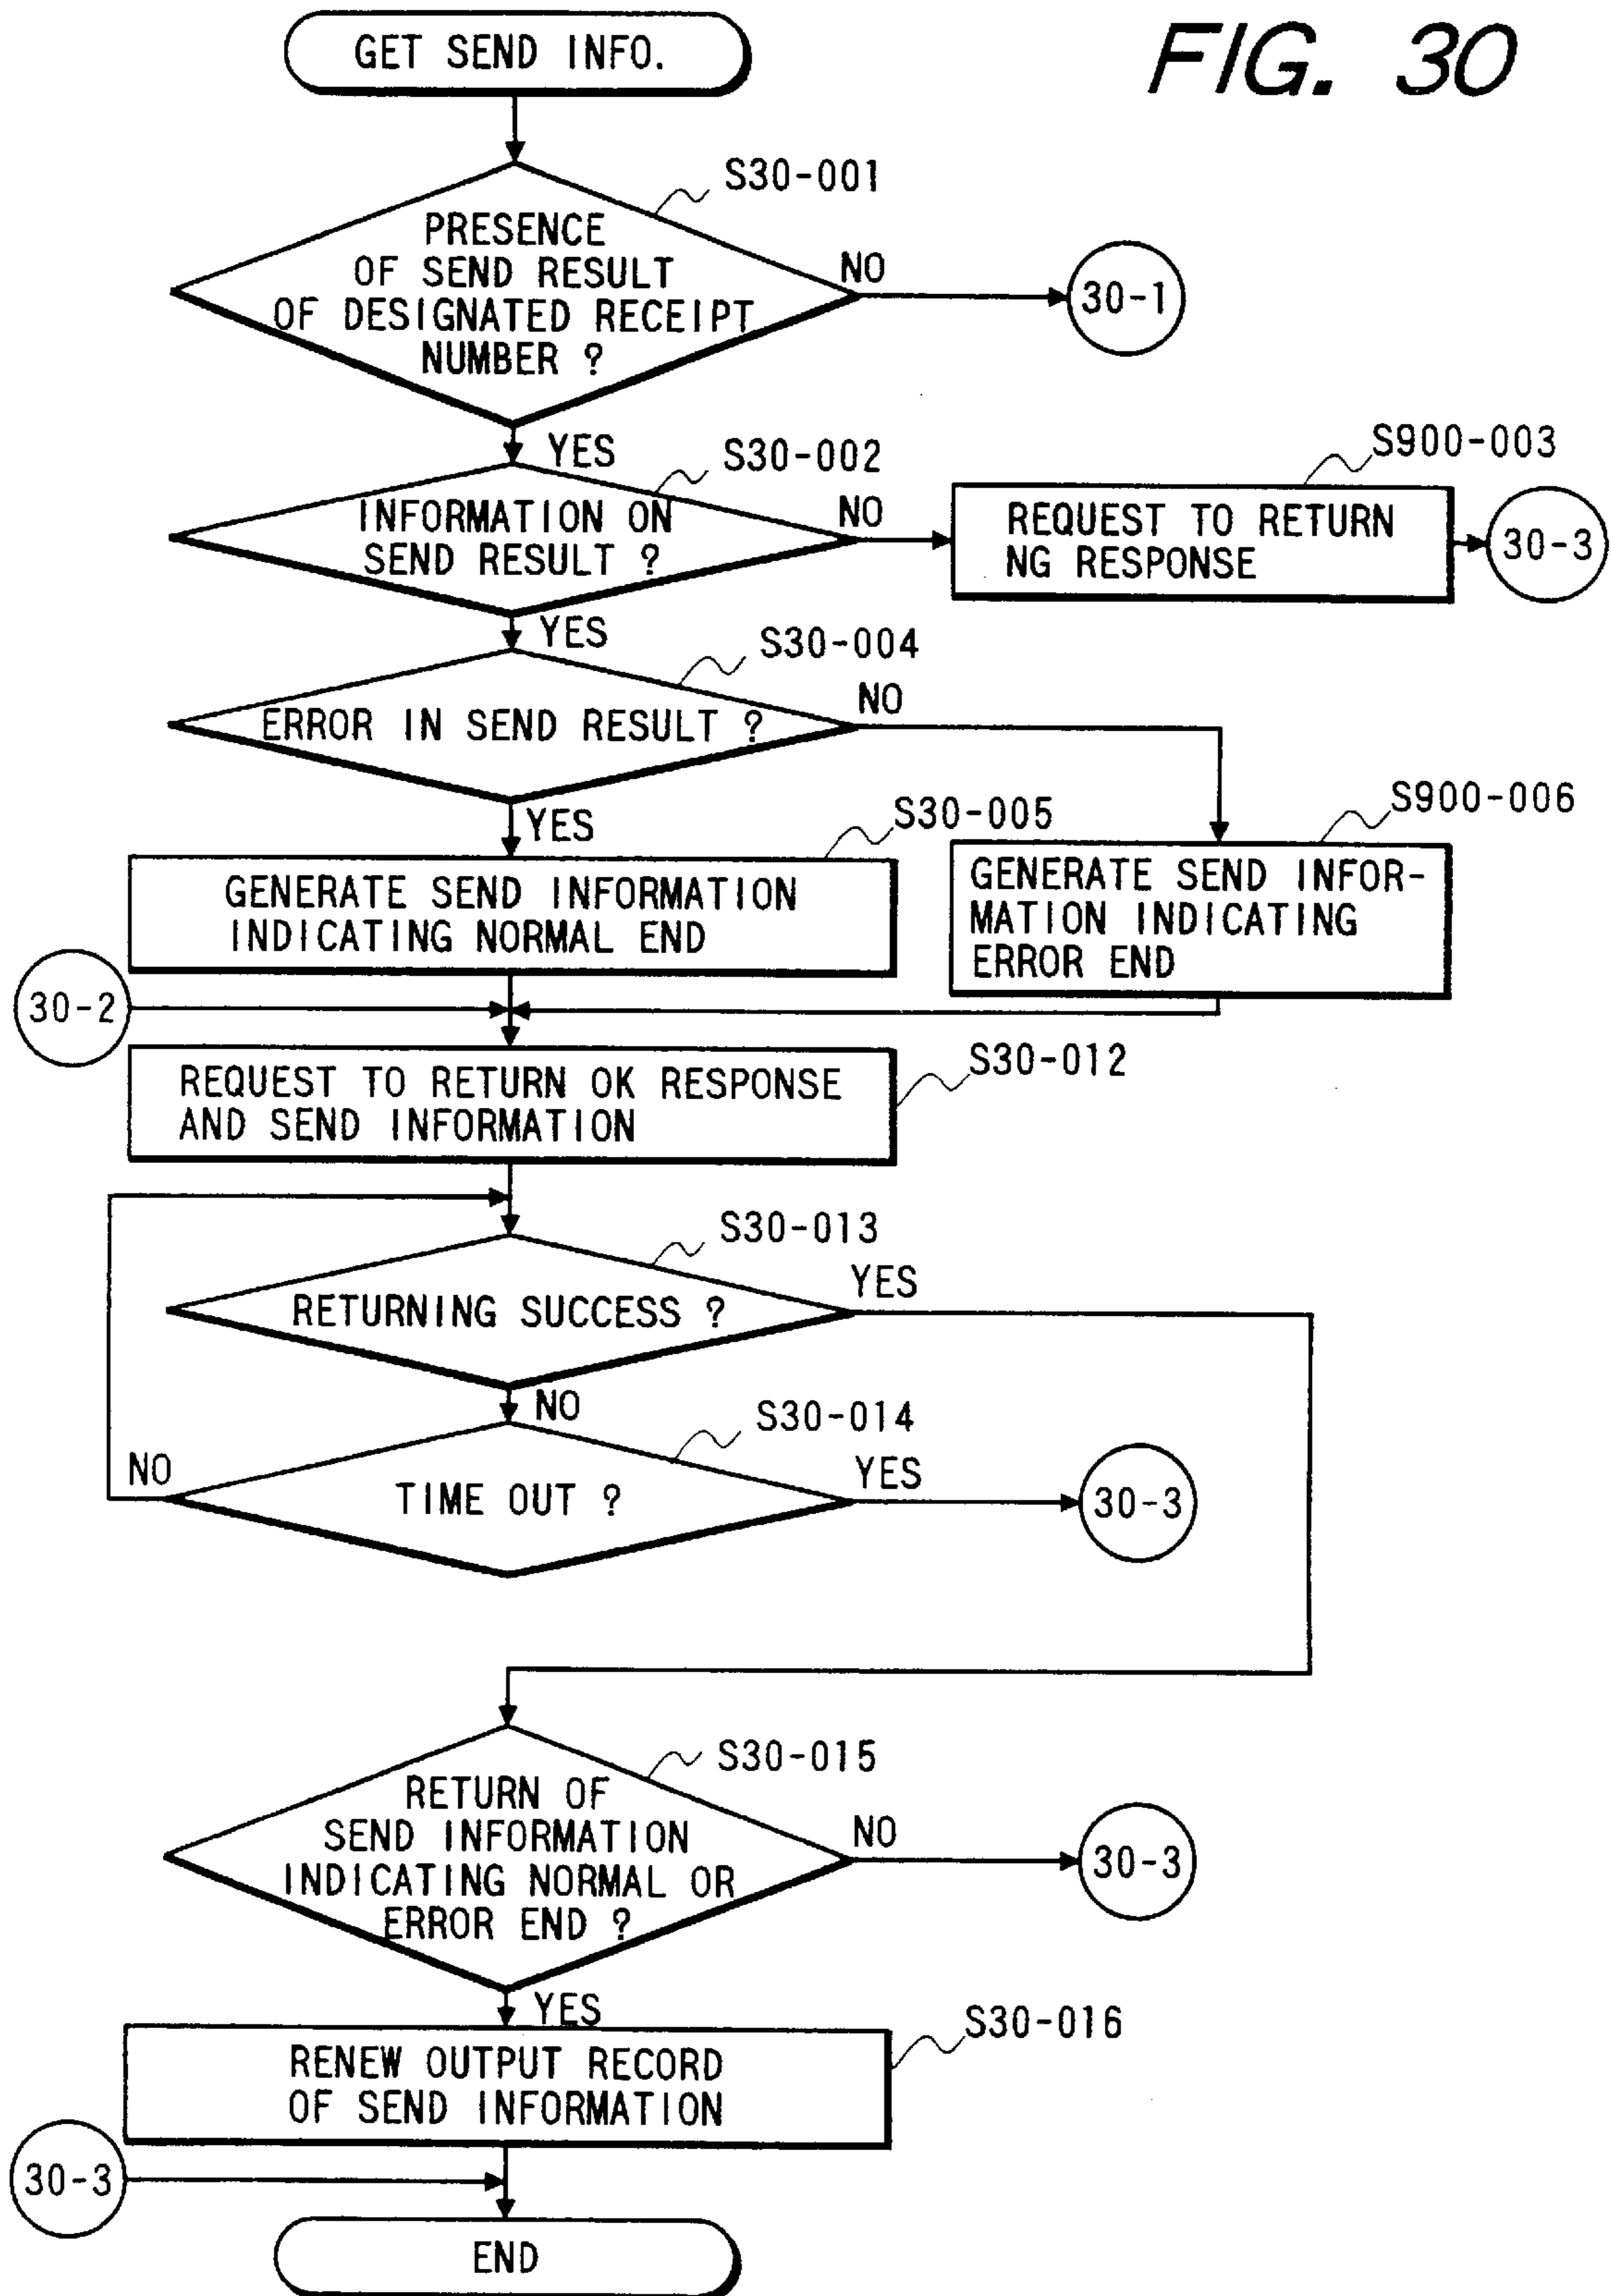 FIG. 30
GET SEND INFO.
S30-001
PRESENCE
OF SEND RESULT
OF DESIGNATED RECEIPT
NUMBER ?
NO
30-1
YES
S30-002
INFORMATION ON
SEND RESULT ?
NO
S900-003
REQUEST TO RETURN
NG RESPONSE
30-3
YES
S30-004
ERROR IN SEND RESULT ?
NO
YES
S30-005
GENERATE SEND INFORMATION
INDICATING NORMAL END
S900-006
GENERATE SEND INFOR-
MATION INDICATING
ERROR END
30-2
S30-012
REQUEST TO RETURN OK RESPONSE
AND SEND INFORMATION
S30-013
RETURNING SUCCESS ?
YES
NO
S30-014
TIME OUT ?
NO
YES
30-3
S30-015
RETURN OF
SEND INFORMATION
INDICATING NORMAL OR
ERROR END ?
NO
30-3
YES
S30-016
RENEW OUTPUT RECORD
OF SEND INFORMATION
30-3
END